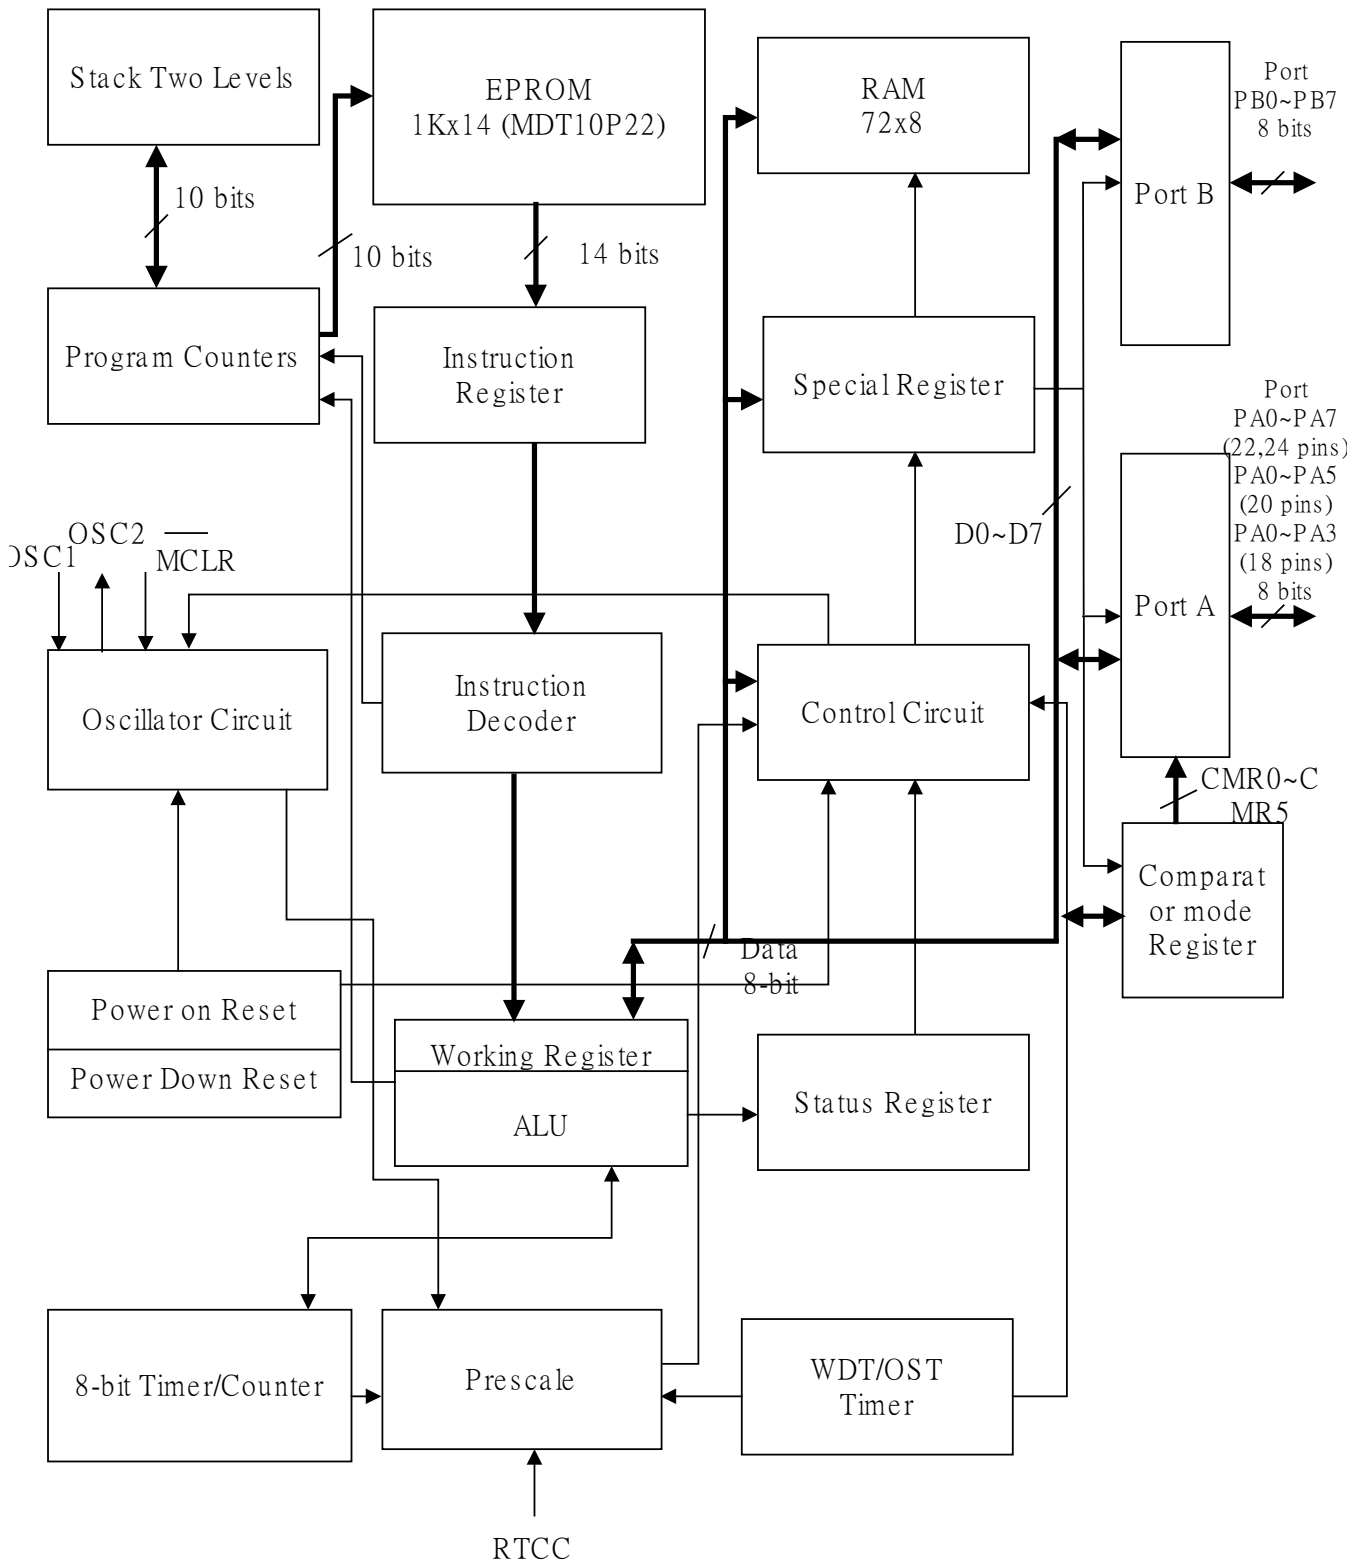 Stack Two Levels
EPROM
1Kx14 (MDT10P22)
RAM
72x8
Port
PB0~PB7
8 bits
Port B
10 bits
10 bits
14 bits
Program Counters
Instruction
Register
Special Register
Port
PA0~PA7
(22,24 pins)
PA0~PA5
(20 pins)
PA0~PA3
(18 pins)
8 bits
D0~D7
OSC1
OSC2
MCLR
Port A
Oscillator Circuit
Instruction
Decoder
Control Circuit
CMR0~C
MR5
Comparat
or mode
Register
Data
8-bit
Power on Reset
Power Down Reset
Working Register
ALU
Status Register
8-bit Timer/Counter
Prescale
WDT/OST
Timer
RTCC